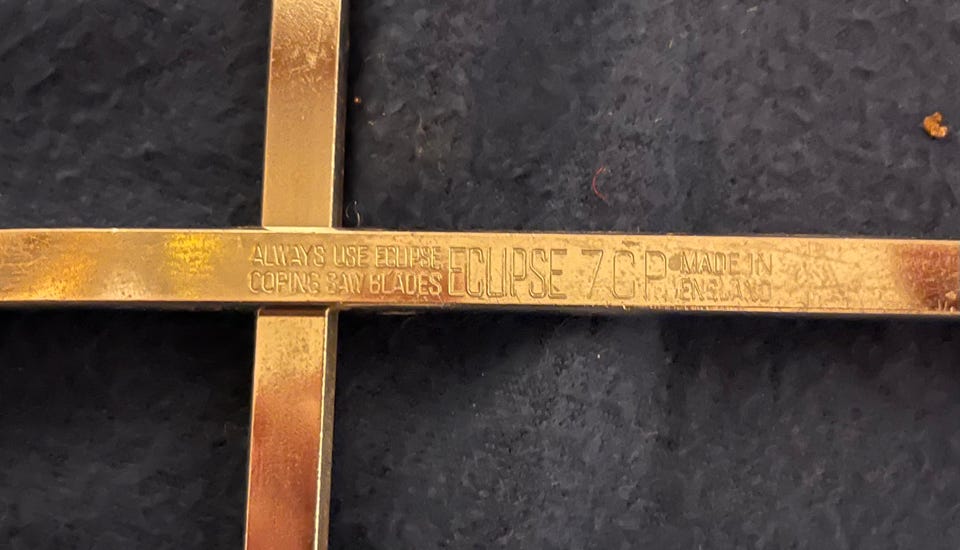 ALWAYS USE ECLIPSE
COPING SAW BLADES
ECLIPSE 7CP
MADE IN
ENGLAND